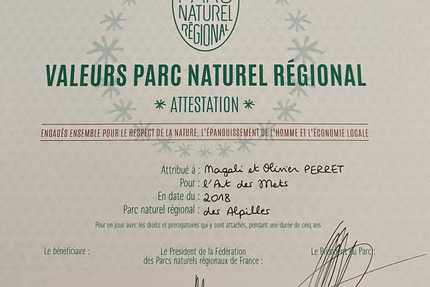 PARC
NATUREL
RÉGIONAL
VALEURS PARC NATUREL RÉGIONAL
* ATTESTATION *
ENGAGÉS ENSEMBLE POUR LE RESPECT DE LA NATURE, L'ÉPANOUISSEMENT DE L'HOMME ET L'ÉCONOMIE LOCALE
Attribué à : Magali et Olivier PERRET
Pour : l'Art des Mets
En date du : 2018
Parc naturel régional : des Alpilles
Pour en jouir avec les droits et prérogatives qui s'y sont attachés, pendant une durée de cinq ans
Le bénéficiaire : Le Président de la Fédération Le Président du Parc :
des Parcs naturels régionaux de France :